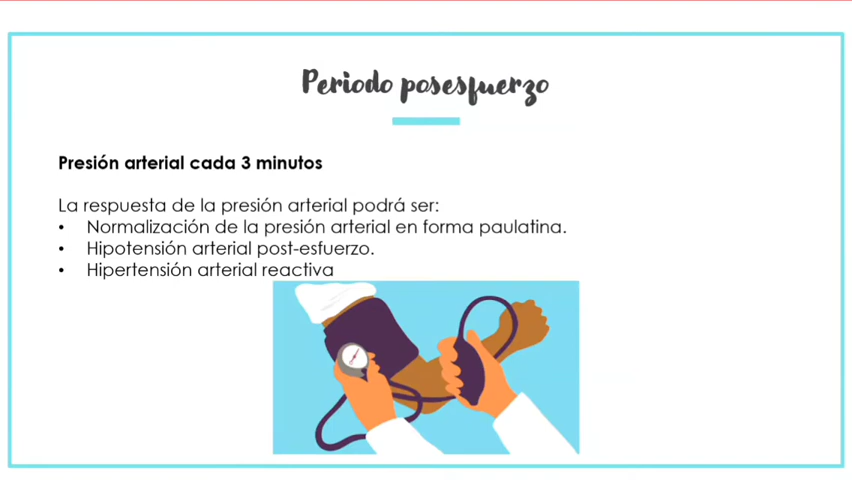 Periodo posesfuerzo
Presión arterial cada 3 minutos
La respuesta de la presión arterial podrá ser:
• Normalización de la presión arterial en forma paulatina.
• Hipotensión arterial post-esfuerzo.
• Hipertensión arterial reactiva